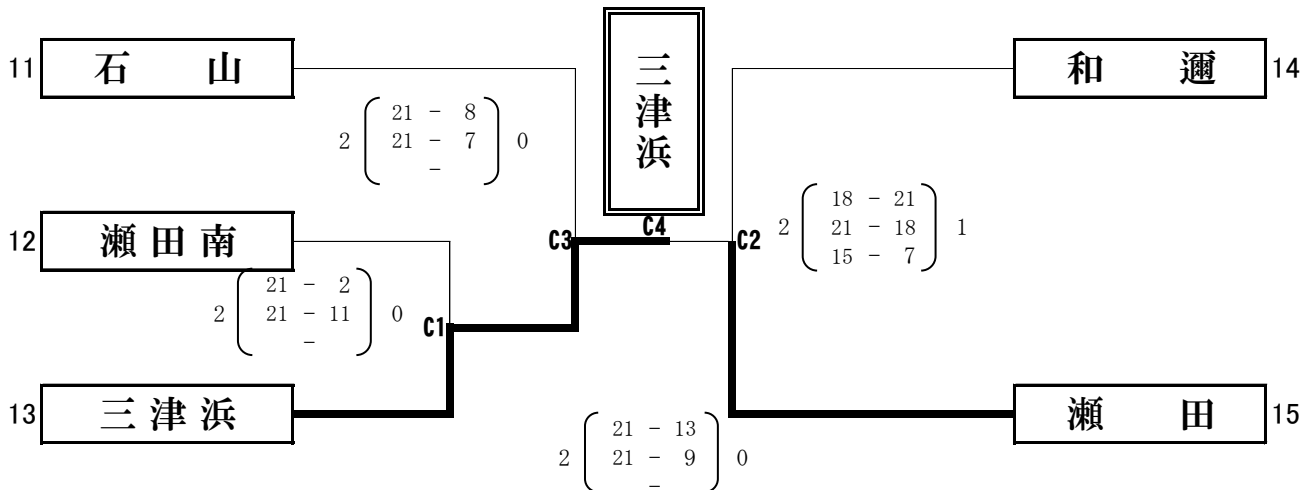 11 石 山
三津浜
和 邇 14
2 21 - 8 0
21 - 7
-
12 瀬田南
C3
C4
C2
2 18 - 21 1
21 - 18
15 - 7
2 21 - 2 0
21 - 11
-
C1
13 三津浜
瀬 田 15
2 21 - 13 0
21 - 9
-